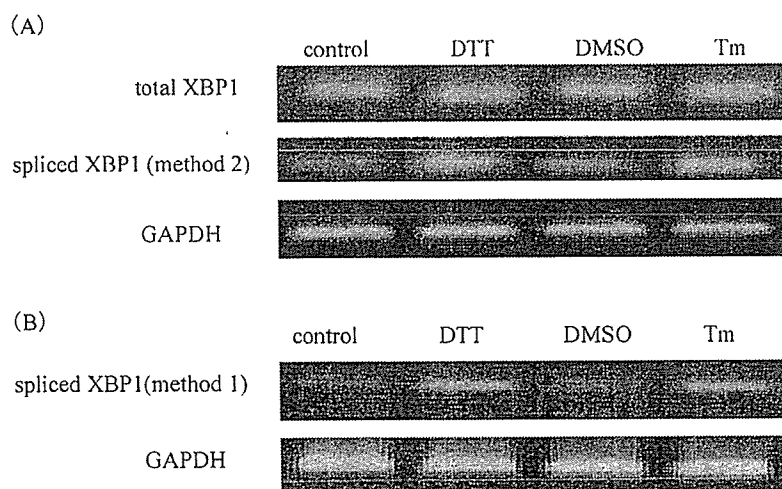 (A)
control DTT DMSO Tm
total XBP1
spliced XBP1 (method 2)
GAPDH
(B)
control DTT DMSO Tm
spliced XBP1(method 1)
GAPDH